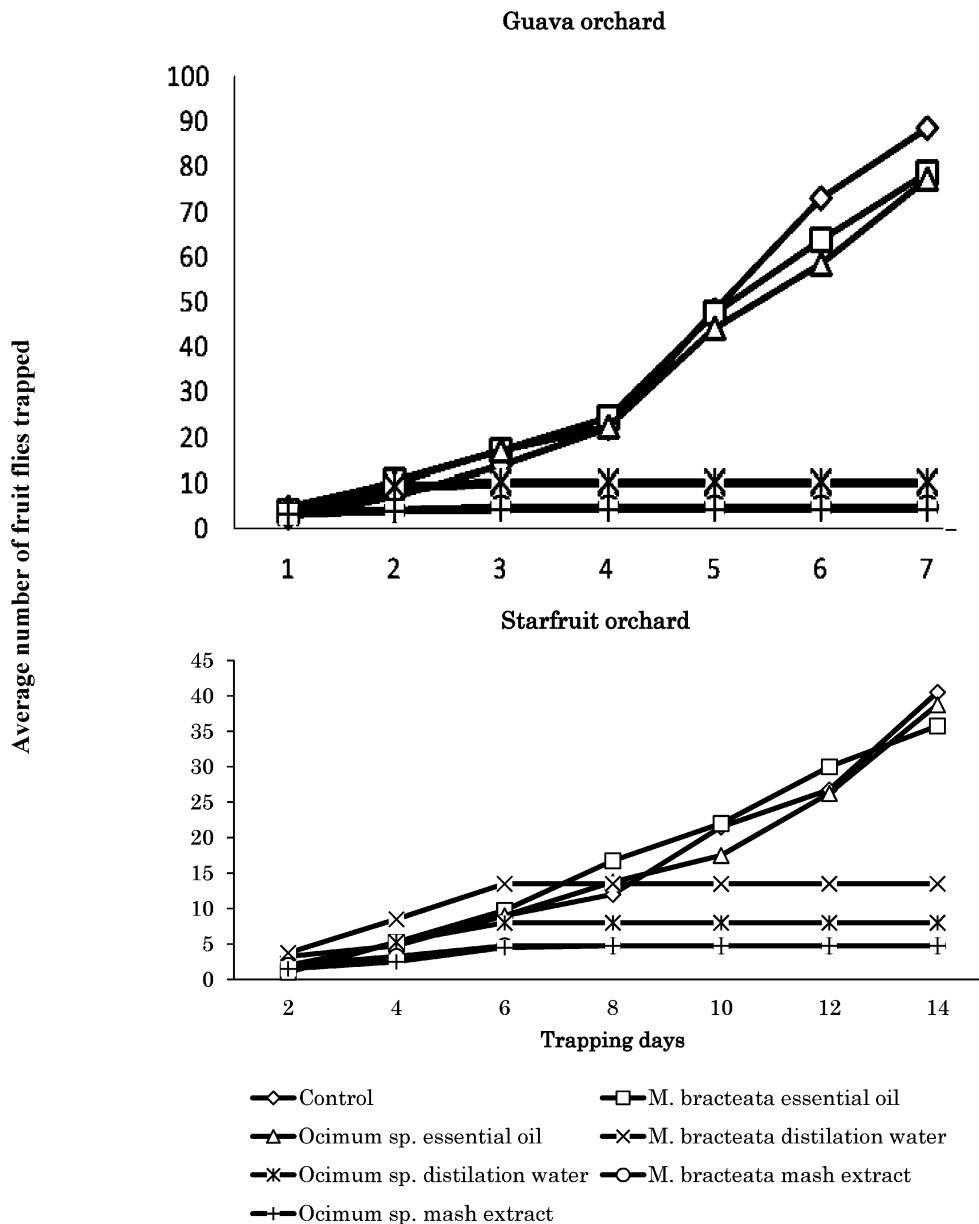 Guava orchard
100
90
80
70
60
50
40
30
20
10
0
1 2 3 4 5 6 7
Average number of fruit flies trapped
Starfruit orchard
45
40
35
30
25
20
15
10
5
0
2 4 6 8 10 12 14
Trapping days
Control
M. bracteata essential oil
Ocimum sp. essential oil
M. bracteata distilation water
Ocimum sp. distilation water
M. bracteata mash extract
Ocimum sp. mash extract